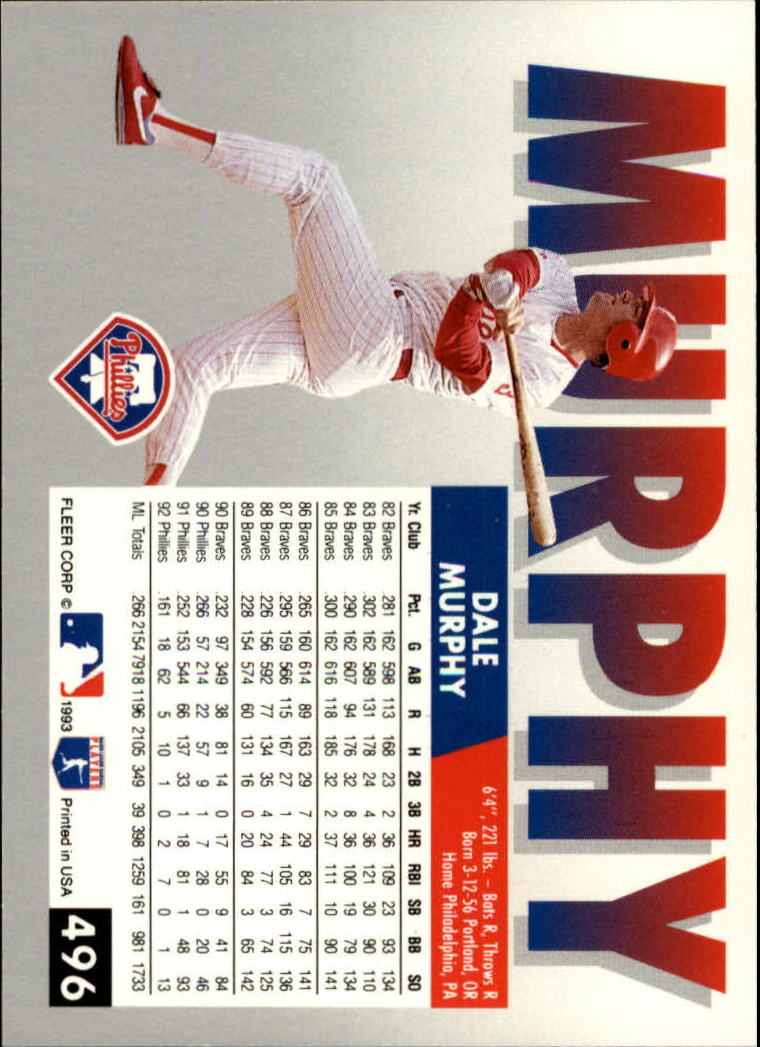 MURPHY
DALE
MURPHY
6'4", 221 lbs. – Bats R, Throws R
Born 3-12-56 Portland, OR
Home Philadelphia, PA
Yr. Club Pct. G AB R H 2B 3B HR RBI SB BB SO
82 Braves .281 162 598 113 168 23 2 36 109 23 93 134
83 Braves .302 162 589 131 178 24 4 36 121 30 90 110
84 Braves .290 162 607 94 176 32 8 36 100 19 79 134
85 Braves .300 162 616 118 185 32 2 37 111 10 90 141
86 Braves .265 160 614 89 163 29 7 29 83 7 75 141
87 Braves .295 159 566 115 167 27 1 44 105 16 115 136
88 Braves .226 156 592 77 134 35 4 24 77 3 74 125
89 Braves .228 154 574 60 131 16 0 20 84 3 65 142
90 Braves .232 97 349 38 81 14 0 17 55 9 41 84
90 Phillies .266 57 214 22 57 9 1 7 28 0 20 46
91 Phillies .252 153 544 66 137 33 1 18 81 1 48 93
92 Phillies .161 18 62 5 10 1 0 2 7 0 1 13
ML Totals .266 2154 7918 1196 2105 349 39 398 1259 161 981 1733
Phillies
FLEER CORP © 1993 PLAYERS Printed in USA
496